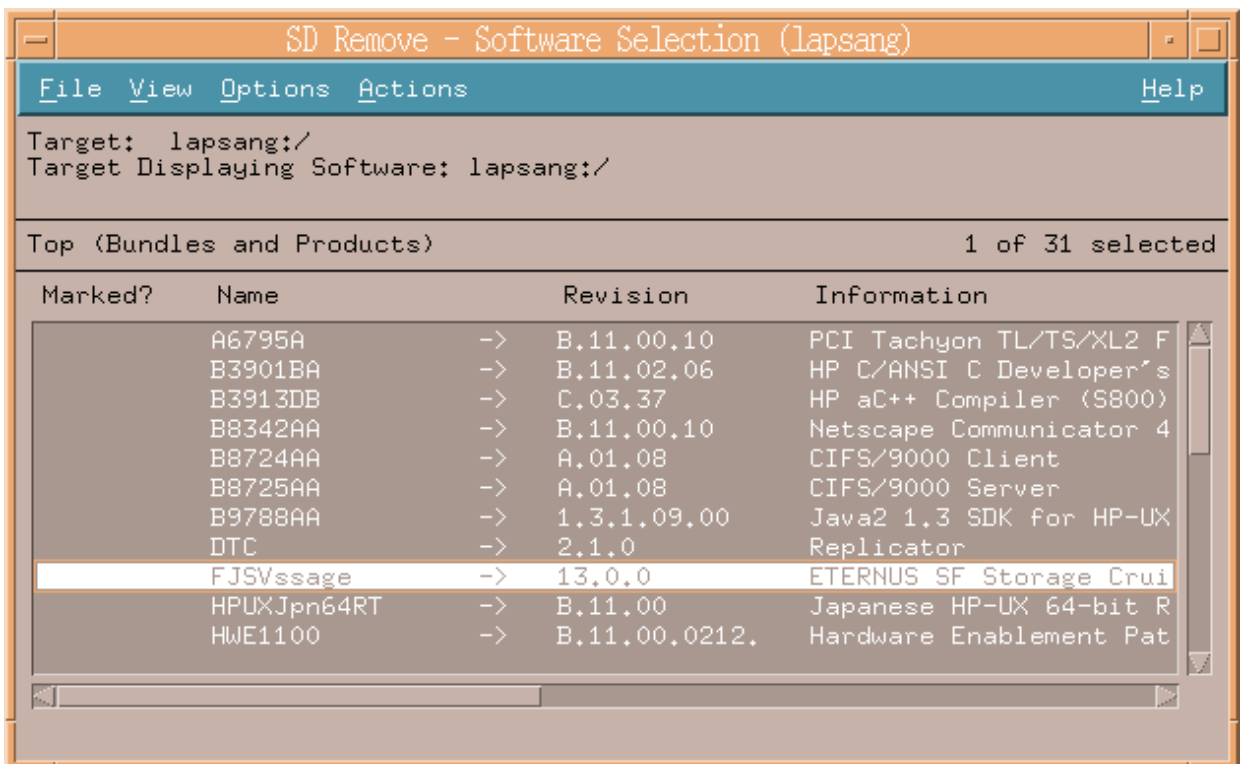 SD Remove - Software Selection (lapsang)
File View Options Actions Help
Target: lapsang:/
Target Displaying Software: lapsang:/
Top (Bundles and Products) 1 of 31 selected
Marked? Name Revision Information
A6795A -> B.11.00.10 PCI Tachyon TL/TS/XL2 F
B3901BA -> B.11.02.06 HP C/ANSI C Developer's
B3913DB -> C.03.37 HP aC++ Compiler (S800)
B8342AA -> B.11.00.10 Netscape Communicator 4
B8724AA -> A.01.08 CIFS/9000 Client
B8725AA -> A.01.08 CIFS/9000 Server
B9788AA -> 1.3.1.09.00 Java2 1.3 SDK for HP-UX
DTC -> 2.1.0 Replicator
FJSVssage -> 13.0.0 ETERNUS SF Storage Crui
HPUXJpn64RT -> B.11.00 Japanese HP-UX 64-bit R
HWE1100 -> B.11.00.0212. Hardware Enablement Pat